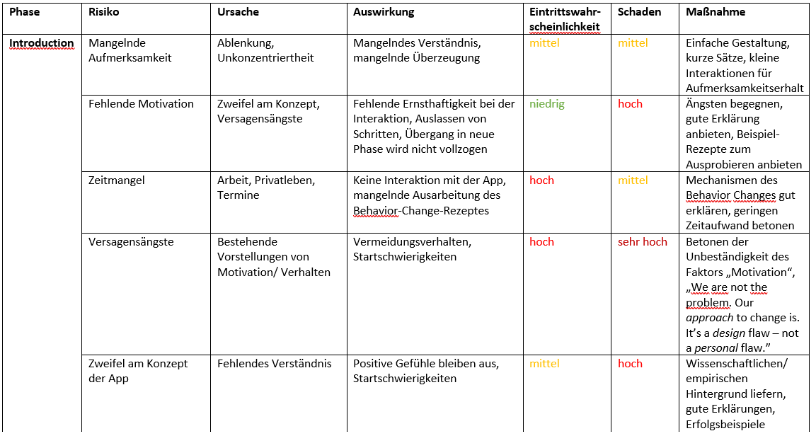 Phase Risiko Ursache Auswirkung Eintrittswahr- Schaden Maßnahme
scheinlichkeit
Introduction Mangelnde Ablenkung, Mangelndes Verständnis, mittel mittel Einfache Gestaltung,
Aufmerksamkeit Unkonzentriertheit mangelnde Überzeugung kurze Sätze, kleine
Interaktionen für
Aufmerksamkeitserhalt
Fehlende Motivation Zweifel am Konzept, Fehlende Ernsthaftigkeit bei der niedrig hoch Ängsten begegnen,
Versagensängste Interaktion, Auslassen von gute Erklärung
Schritten, Übergang in neue anbieten, Beispiel-
Phase wird nicht vollzogen Rezepte zum
Ausprobieren anbieten
Zeitmangel Arbeit, Privatleben, Keine Interaktion mit der App, hoch mittel Mechanismen des
Termine mangelnde Ausarbeitung des Behavior Changes gut
Behavior-Change-Rezeptes erklären, geringen
Zeitaufwand betonen
Versagensängste Bestehende Vermeidungsverhalten, hoch sehr hoch Betonen der
Vorstellungen von Startschwierigkeiten Unbeständigkeit des
Motivation/ Verhalten Faktors „Motivation“,
„We are not the
problem. Our
approach to change is.
It’s a design flaw – not
a personal flaw.”
Zweifel am Konzept Fehlendes Verständnis Positive Gefühle bleiben aus, mittel hoch Wissenschaftlichen/
der App Startschwierigkeiten empirischen
Hintergrund liefern,
gute Erklärungen,
Erfolgsbeispiele